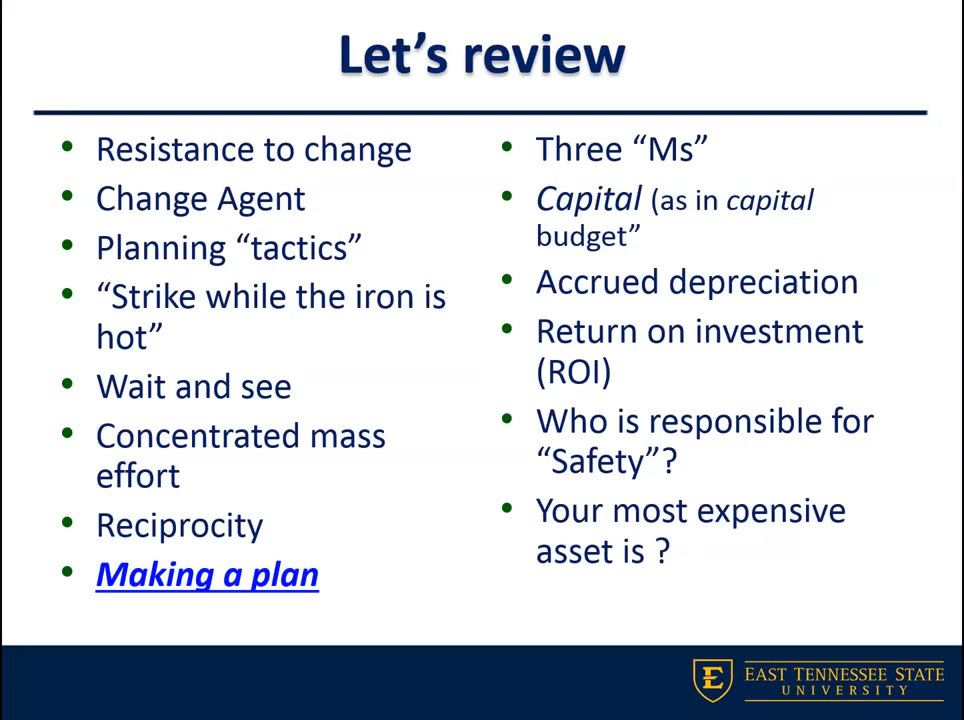 Let’s review
• Resistance to change
• Change Agent
• Planning “tactics”
• “Strike while the iron is
hot”
• Wait and see
• Concentrated mass
effort
• Reciprocity
• Making a plan
• Three “Ms”
• Capital (as in capital
budget”
• Accrued depreciation
• Return on investment
(ROI)
• Who is responsible for
“Safety”?
• Your most expensive
asset is ?
E
EAST TENNESSEE STATE
UNIVERSITY